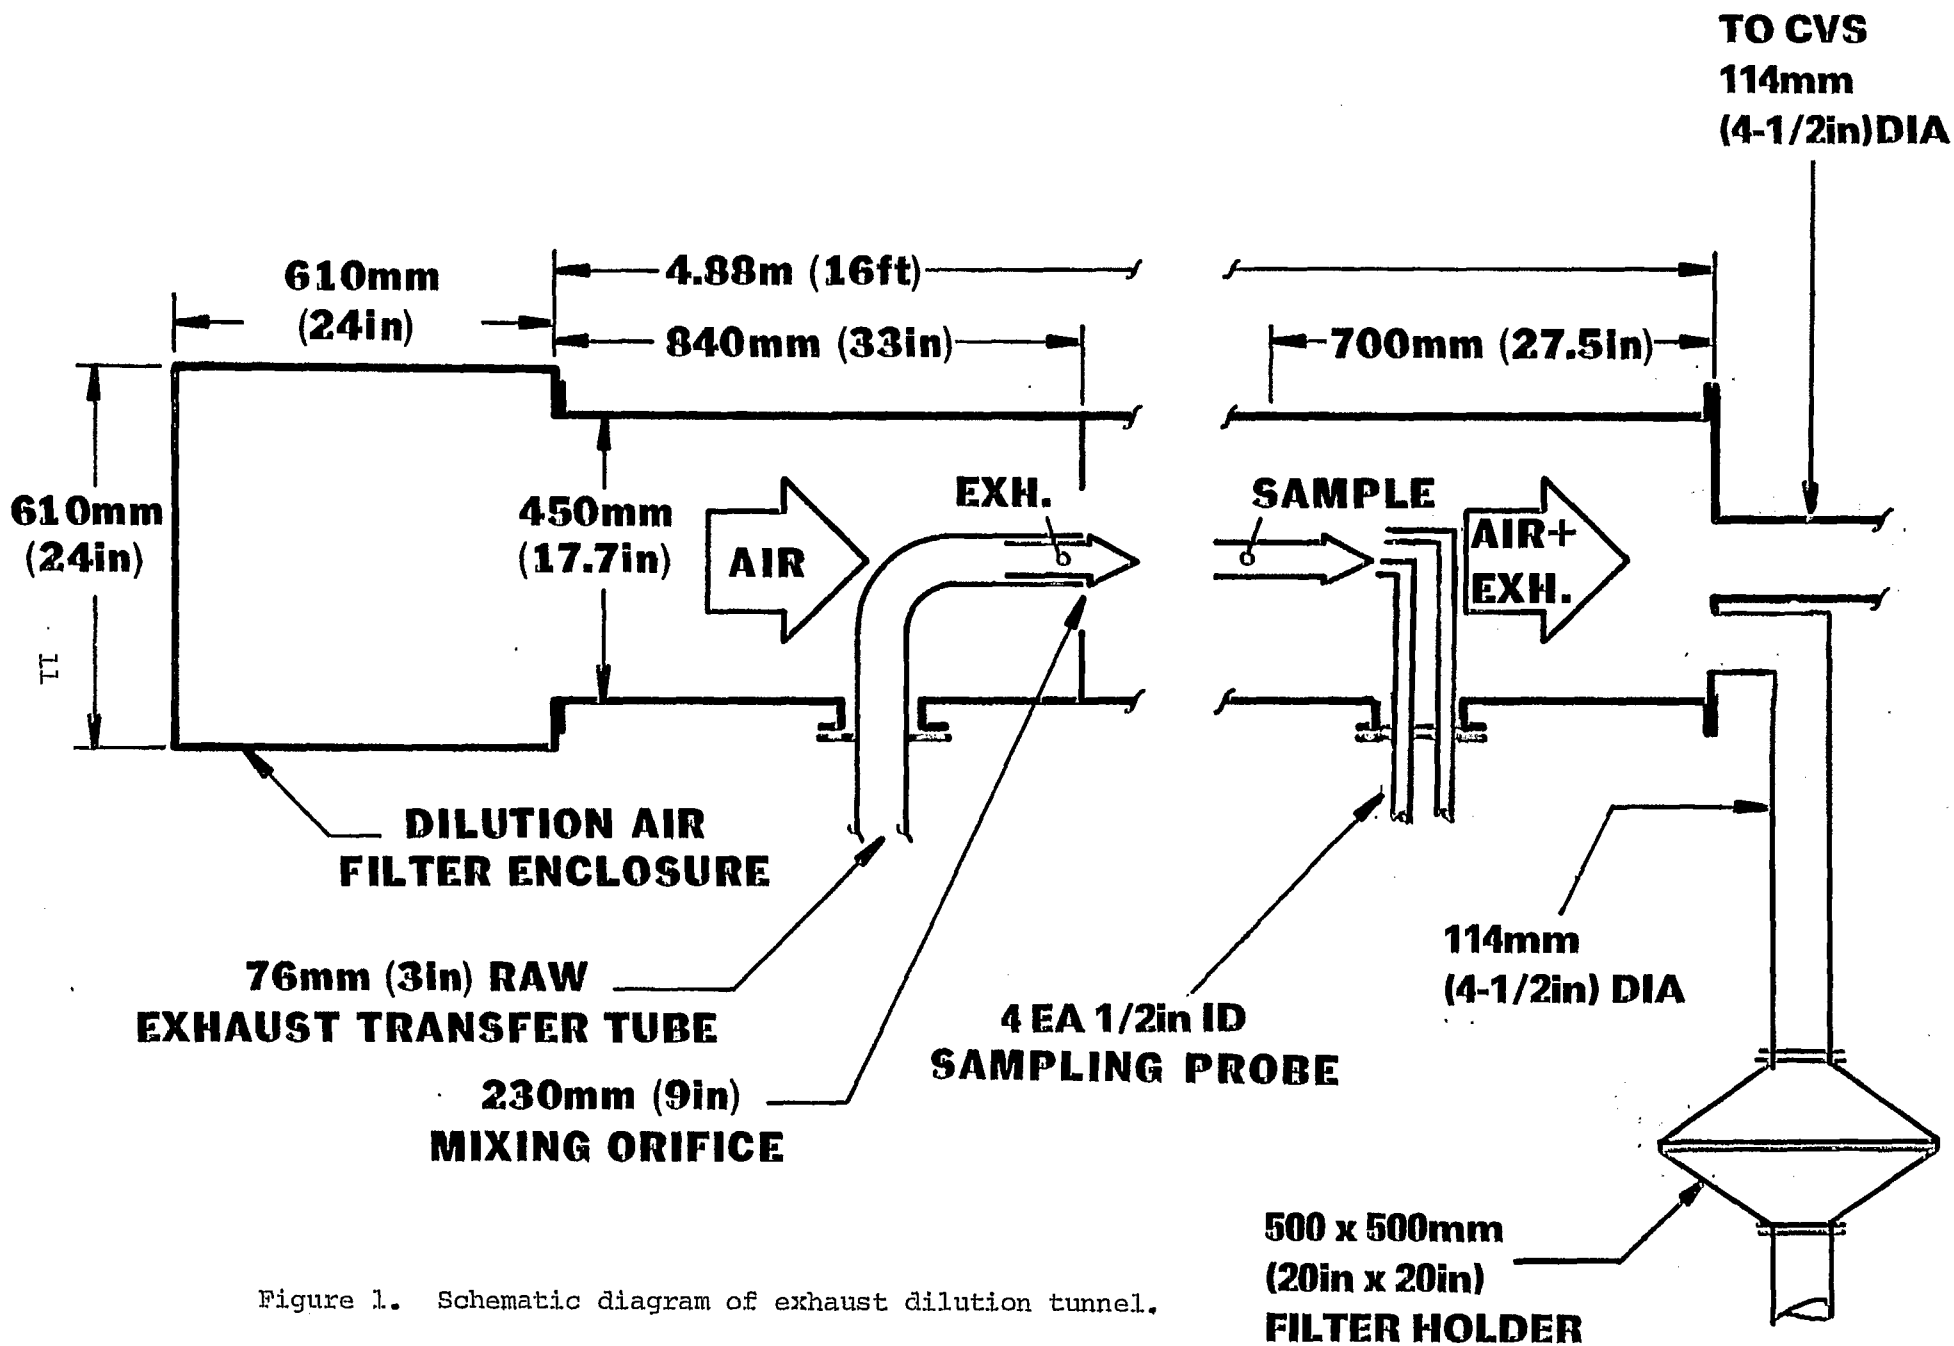 TO CVS
114mm
(4-1/2in)DIA
610mm
(24in)
4.88m (16ft)
840mm (33in)
700mm (27.5in)
610mm
(24in)
450mm
(17.7in)
AIR
EXH.
SAMPLE
AIR+
EXH.
11
DILUTION AIR
FILTER ENCLOSURE
76mm (3in) RAW
EXHAUST TRANSFER TUBE
230mm (9in)
MIXING ORIFICE
4 EA 1/2in ID
SAMPLING PROBE
114mm
(4-1/2in) DIA
500 x 500mm
(20in x 20in)
FILTER HOLDER
Figure 1. Schematic diagram of exhaust dilution tunnel.